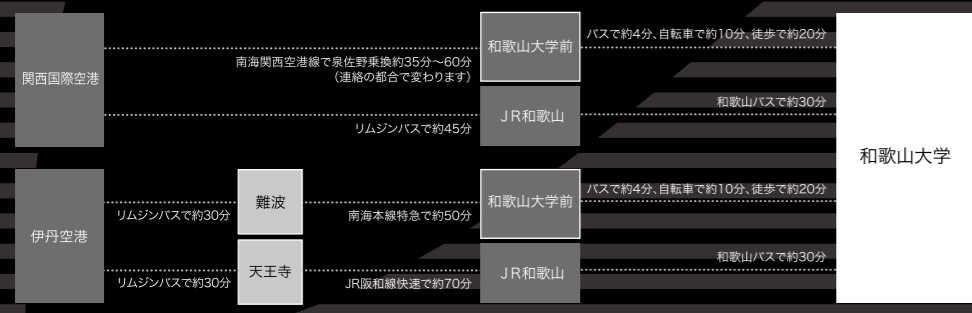 関西国際空港
南海関西空港線で泉佐野乗換約35分～60分
（連絡の都合で変わります）
和歌山大学前
バスで約4分、自転車で約10分、徒歩で約20分
リムジンバスで約45分
JR和歌山
和歌山バスで約30分
和歌山大学
伊丹空港
リムジンバスで約30分
難波
南海本線特急で約50分
和歌山大学前
バスで約4分、自転車で約10分、徒歩で約20分
リムジンバスで約30分
天王寺
JR阪和線快速で約70分
JR和歌山
和歌山バスで約30分